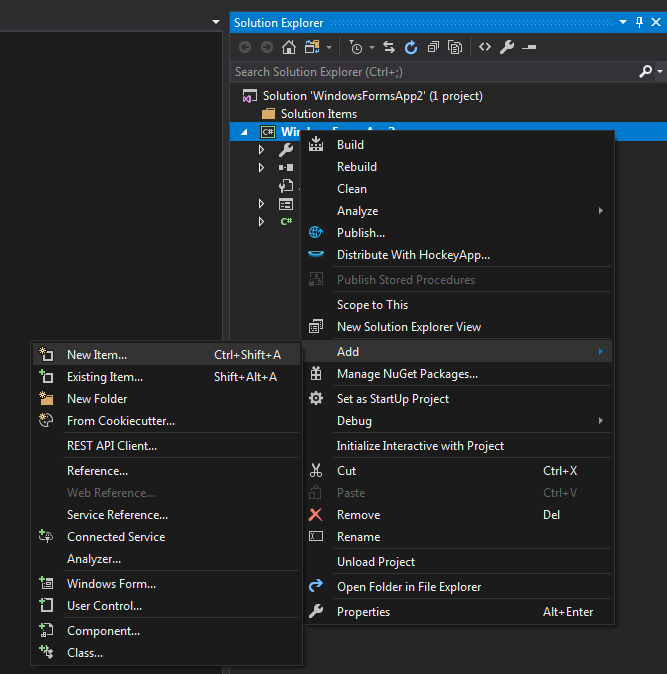 Solution Explorer
Search Solution Explorer (Ctrl+;)
Solution 'WindowsFormsApp2' (1 project)
Solution Items
C#
Build
Rebuild
Clean
Analyze
Publish...
C#
Distribute With HockeyApp...
Publish Stored Procedures
Scope to This
New Solution Explorer View
Add
Manage NuGet Packages...
Set as StartUp Project
Debug
Initialize Interactive with Project
Cut Ctrl+X
Paste Ctrl+V
Remove Del
Rename
Unload Project
Open Folder in File Explorer
Properties Alt+Enter
New Item... Ctrl+Shift+A
Existing Item... Shift+Alt+A
New Folder
From Cookiecutter...
REST API Client...
Reference...
Web Reference...
Service Reference...
Connected Service
Analyzer...
Windows Form...
User Control...
Component...
Class...